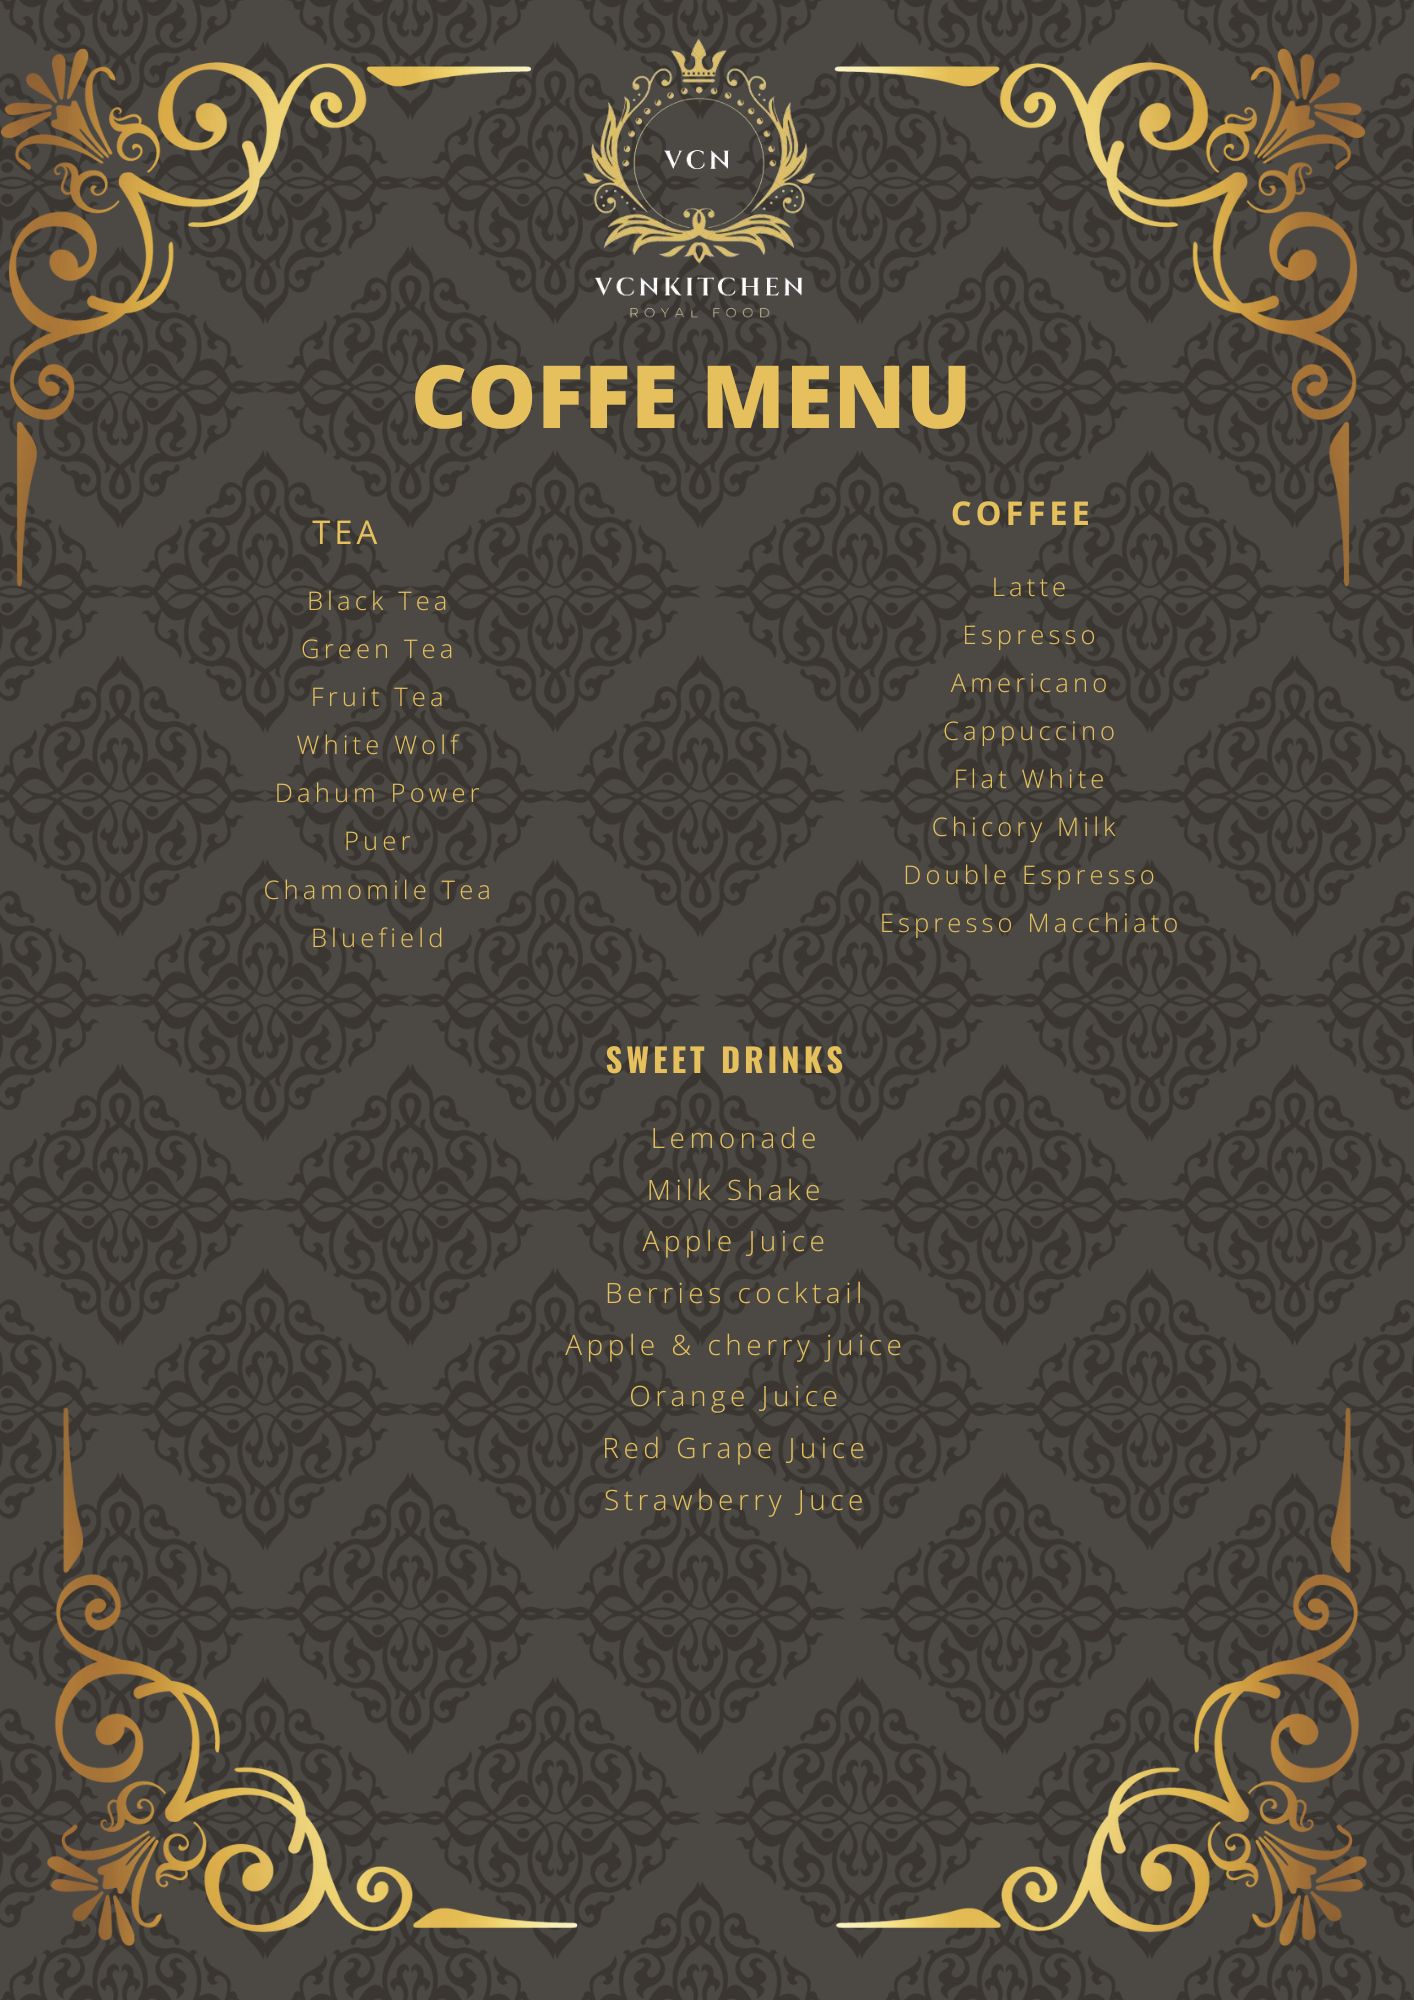 VCN
VCNKITCHEN
ROYAL FOOD
COFFE MENU
TEA
Black Tea
Green Tea
Fruit Tea
White Wolf
Dahum Power
Puer
Chamomile Tea
Bluefield
COFFEE
Latte
Espresso
Americano
Cappuccino
Flat White
Chicory Milk
Double Espresso
Espresso Macchiato
SWEET DRINKS
Lemonade
Milk Shake
Apple Juice
Berries cocktail
Apple & cherry juice
Orange Juice
Red Grape Juice
Strawberry Juce